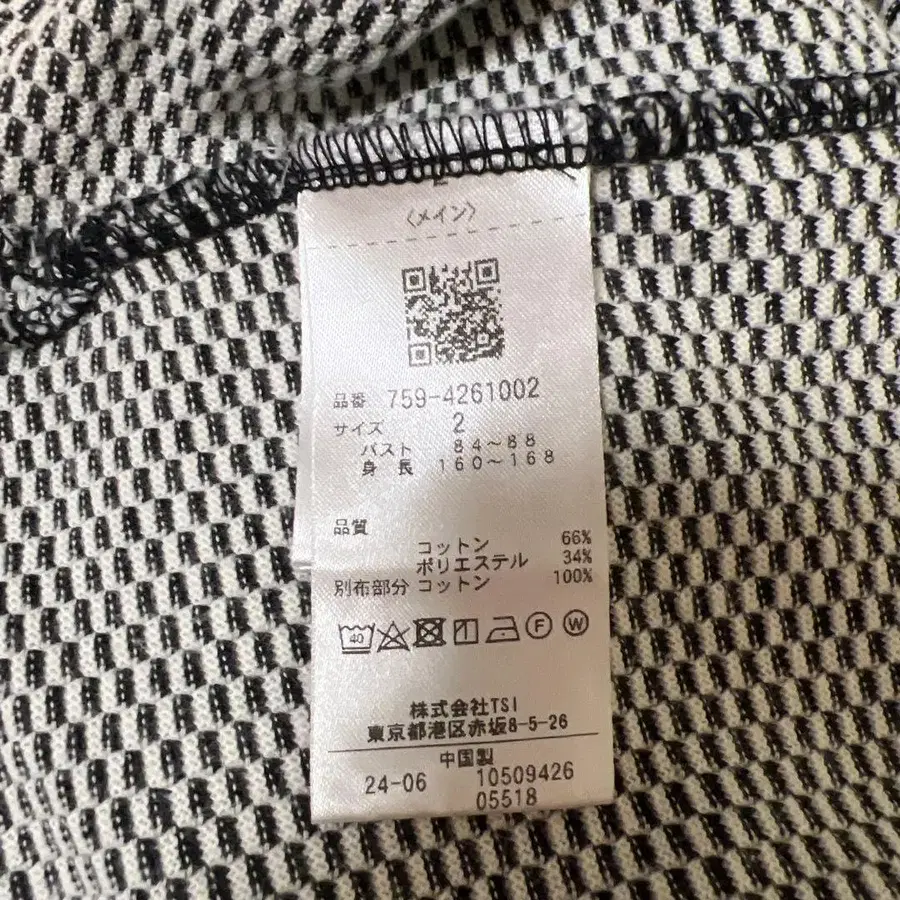 〈メイン〉
品番 759-4261002
サイズ 2
バスト 84～88
身長 160～168
品質
コットン 66%
ポリエステル 34%
別布部分 コットン 100%
40
F W
株式会社TSI
東京都港区赤坂8-5-26
中国製
24-06 10509426
05518